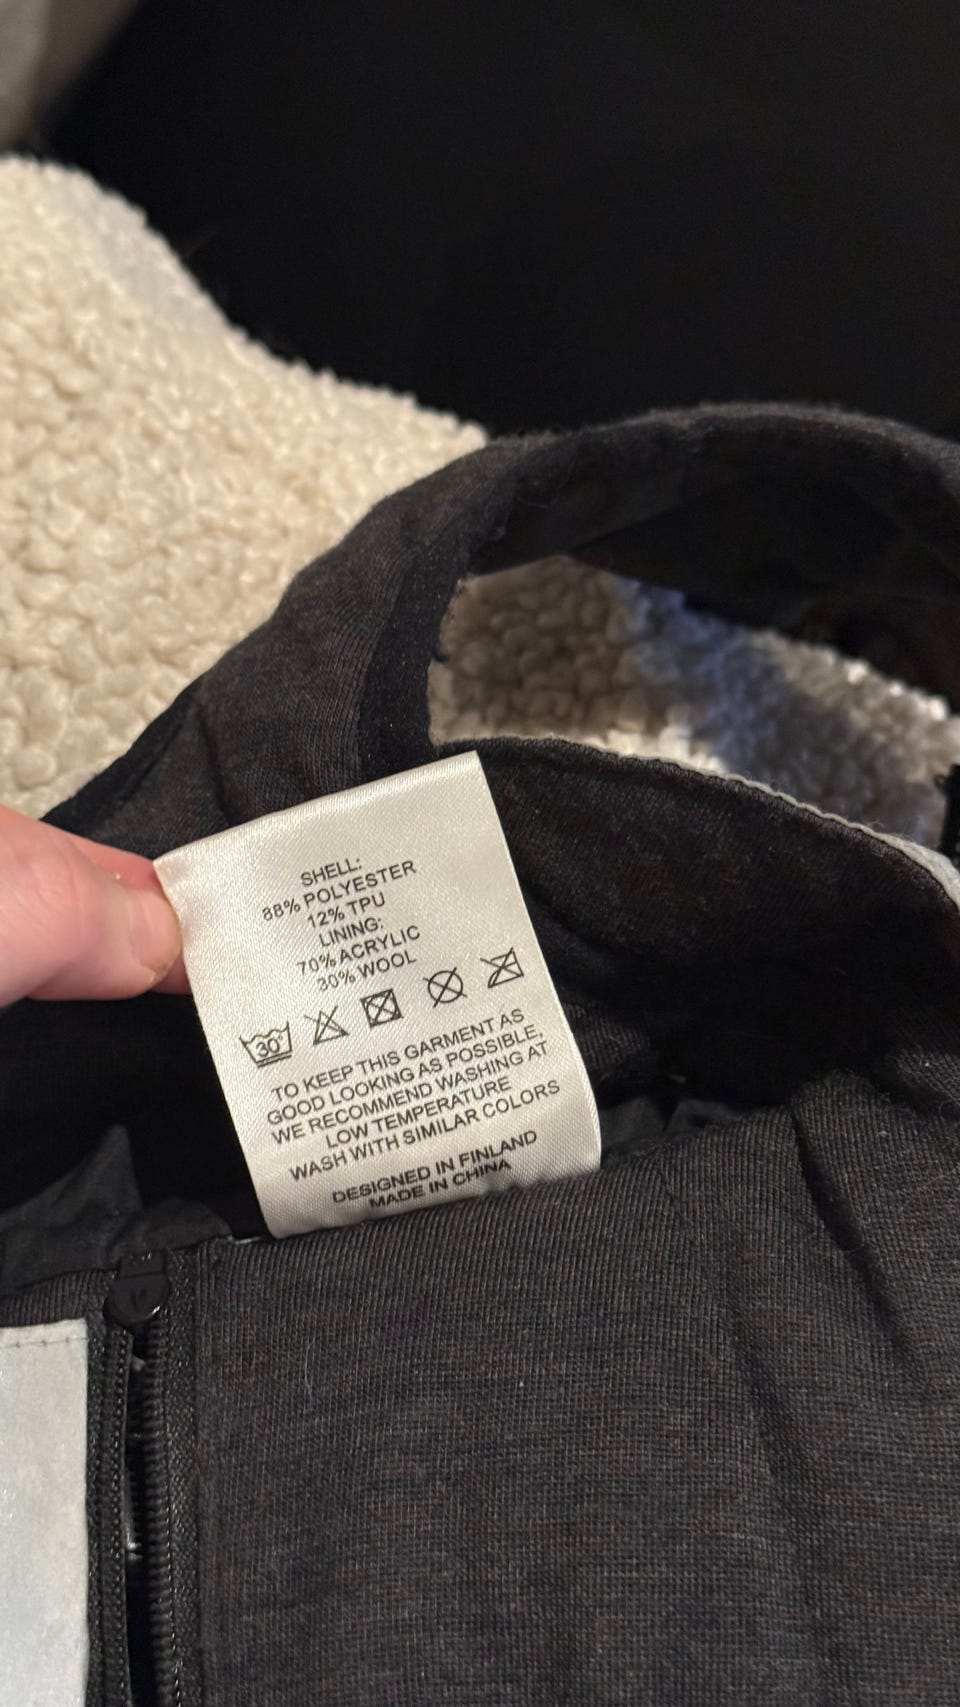 SHELL:
88% POLYESTER
12% TPU
LINING:
70% ACRYLIC
30% WOOL
30°
TO KEEP THIS GARMENT AS
GOOD LOOKING AS POSSIBLE,
WE RECOMMEND WASHING AT
LOW TEMPERATURE
WASH WITH SIMILAR COLORS
DESIGNED IN FINLAND
MADE IN CHINA